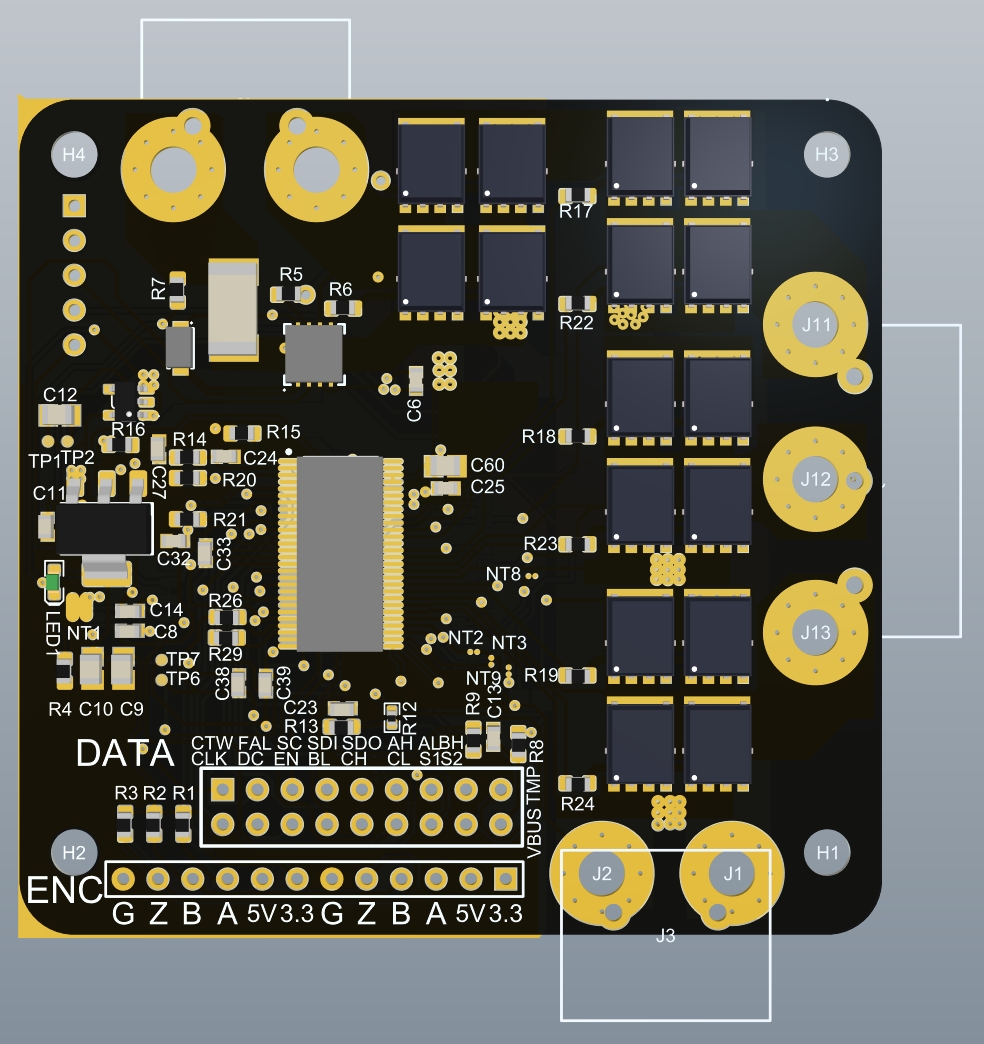 H4
H3
R17
R5
R7
R6
R22
J11
C12
C6
R16
R14
R15
R18
TP1
TP2
C24
C60
J12
R20
C25
C11
C27
R21
R23
C32
C33
NT8
LED1
R26
C14
NT1
C8
NT2
NT3
J13
R29
TP7
TP6
NT9
R19
C38
C39
R4
C10
C9
C23
R13
R12
R9
C13
R8
DATA
CTW FAL SC SDI SDO AH ALBH
CLK DC EN BL CH CL S1S2
TMP
VBUS
R3 R2 R1
R24
H2
H1
J2
J1
ENC
G Z B A 5V 3.3 G Z B A 5V 3.3
J3